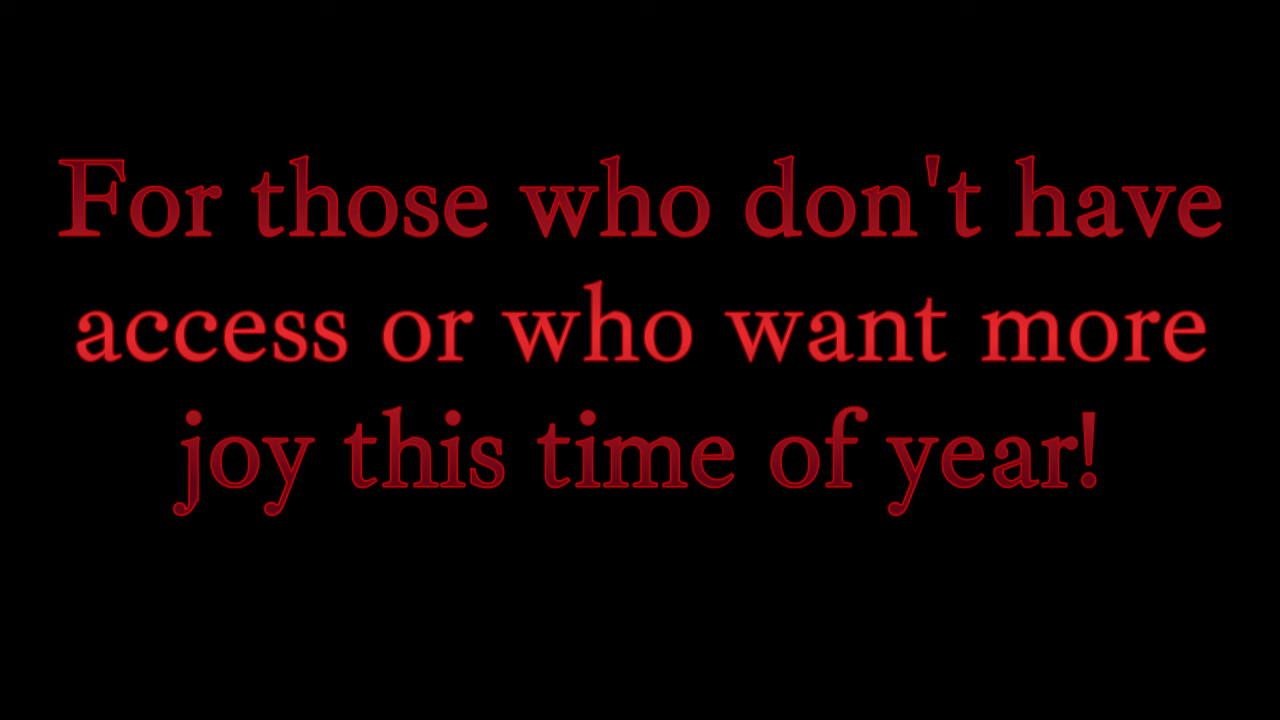 For those who don't have
access or who want more
joy this time of year!